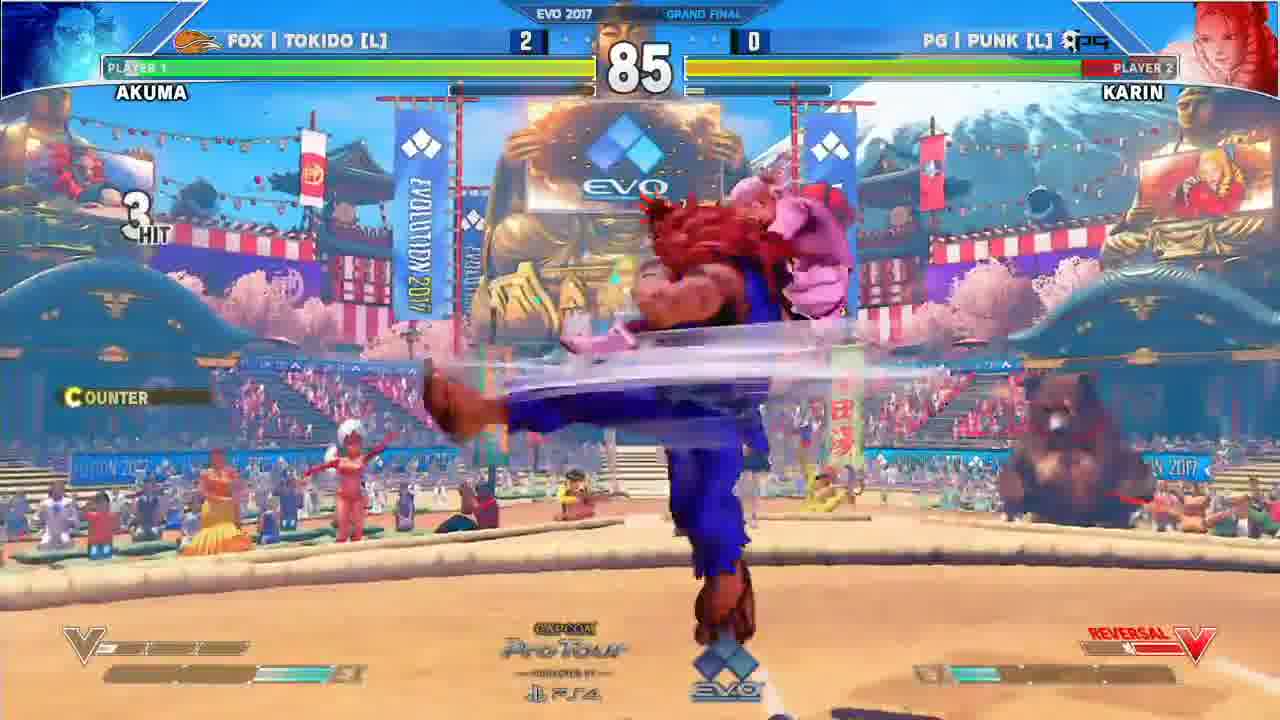 EVO 2017
GRAND FINAL
FOX | TOKIDO [L]
2
85
0
PG | PUNK [L]
PLAYER 1
PLAYER 2
AKUMA
KARIN
EVO
3
HIT
EVOLUTION 2017
COUNTER
REVERSAL
V
V
CAPCOM
Pro Tour
PS4
EVO